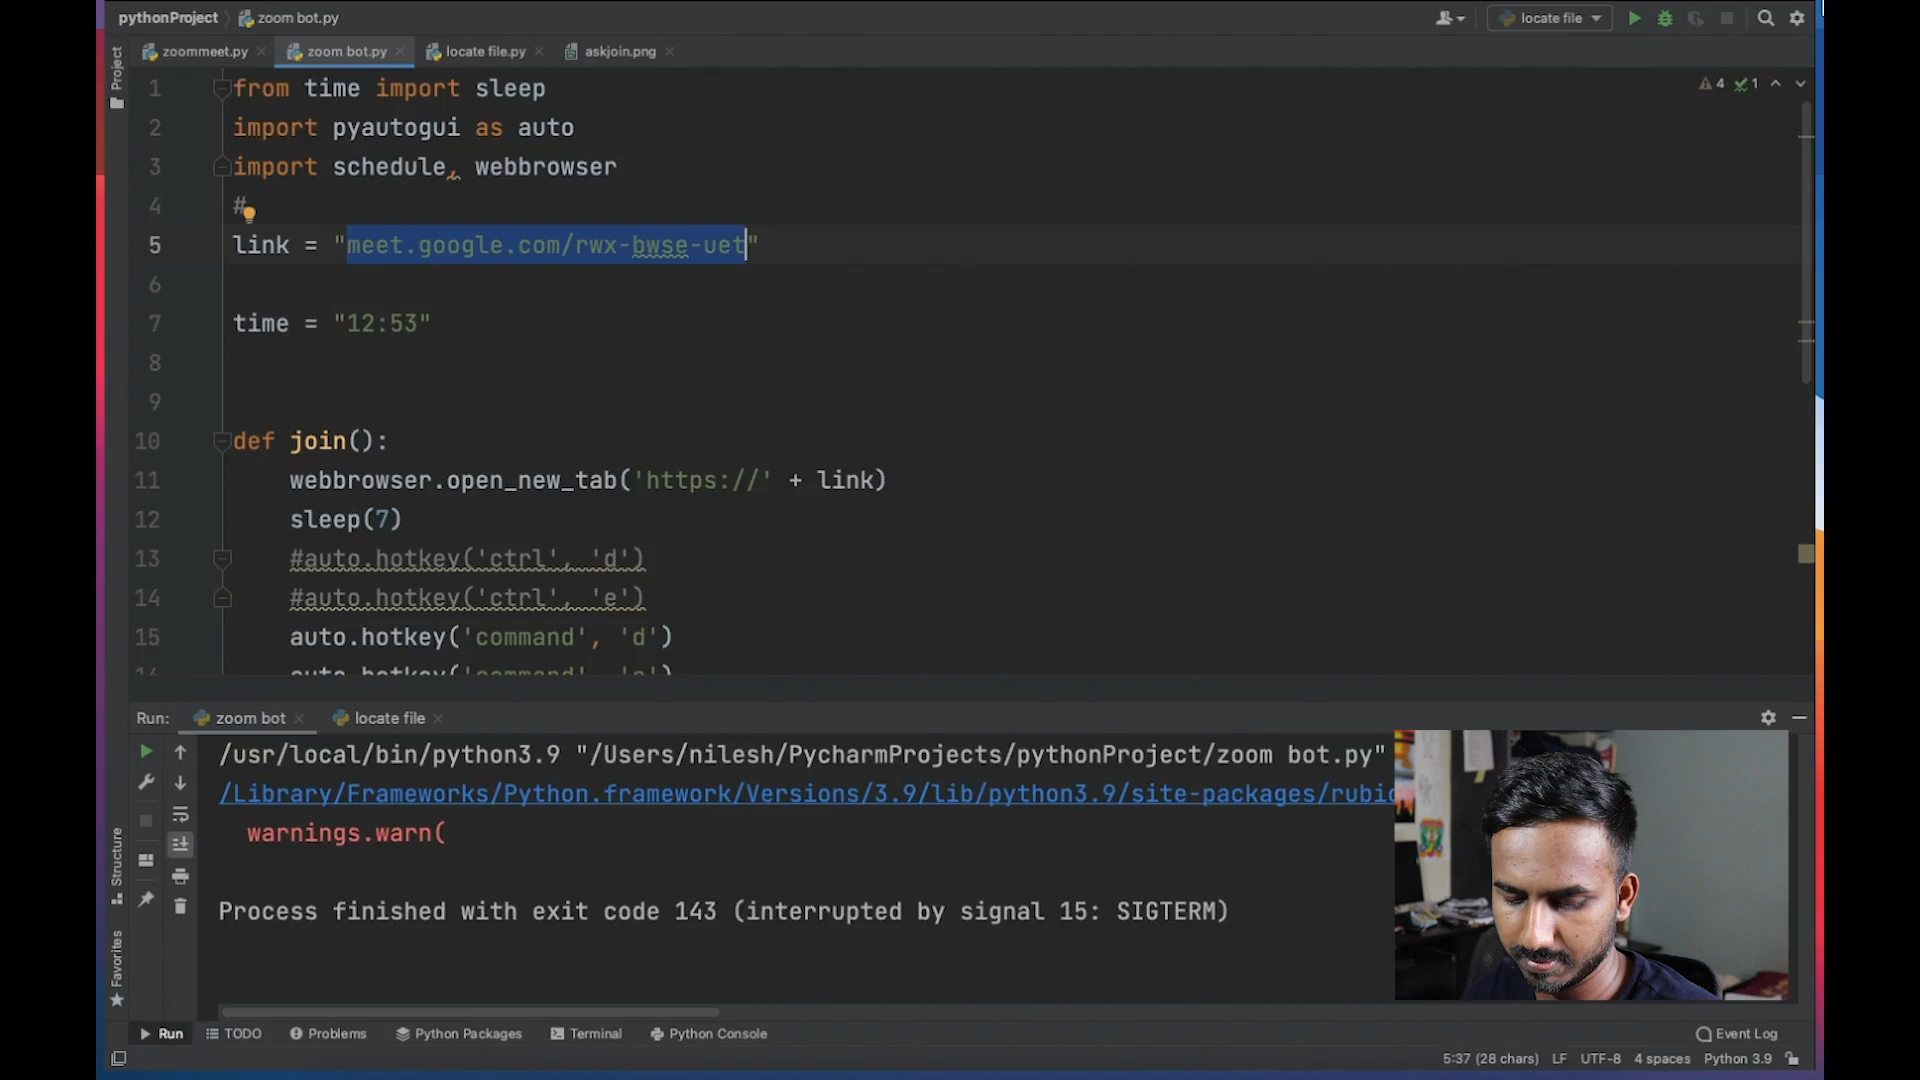 pythonProject zoom bot.py locate file
zoommeet.py zoom bot.py locate file.py askjoin.png
Project
1 from time import sleep 4 1
2 import pyautogui as auto
3 import schedule, webbrowser
4 #
5 link = "meet.google.com/rwx-bwse-uet"
6
7 time = "12:53"
8
9
10 def join():
11 webbrowser.open_new_tab('https://' + link)
12 sleep(7)
13 #auto.hotkey('ctrl', 'd')
14 #auto.hotkey('ctrl', 'e')
15 auto.hotkey('command', 'd')
16 auto.hotkey('command', 'e')
Run: zoom bot locate file
/usr/local/bin/python3.9 "/Users/nilesh/PycharmProjects/pythonProject/zoom bot.py"
/Library/Frameworks/Python.framework/Versions/3.9/lib/python3.9/site-packages/rubic
warnings.warn(
Process finished with exit code 143 (interrupted by signal 15: SIGTERM)
Structure
Favorites
Run TODO Problems Python Packages Terminal Python Console Event Log
5:37 (28 chars) LF UTF-8 4 spaces Python 3.9